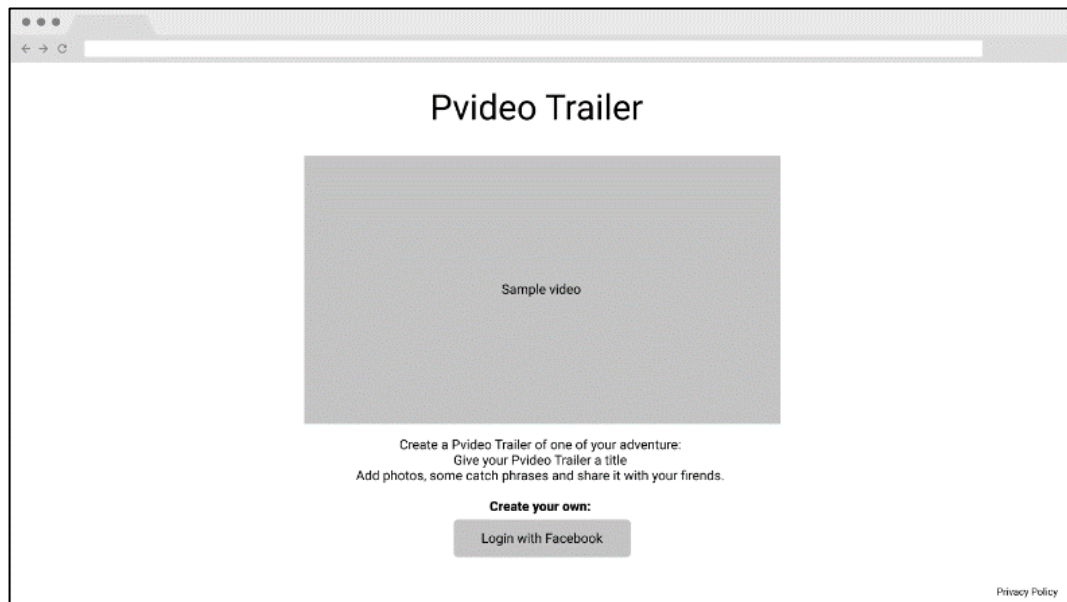 Pvideo Trailer
Sample video
Create a Pvideo Trailer of one of your adventure:
Give your Pvideo Trailer a title
Add photos, some catch phrases and share it with your firends.
Create your own:
Login with Facebook
Privacy Policy